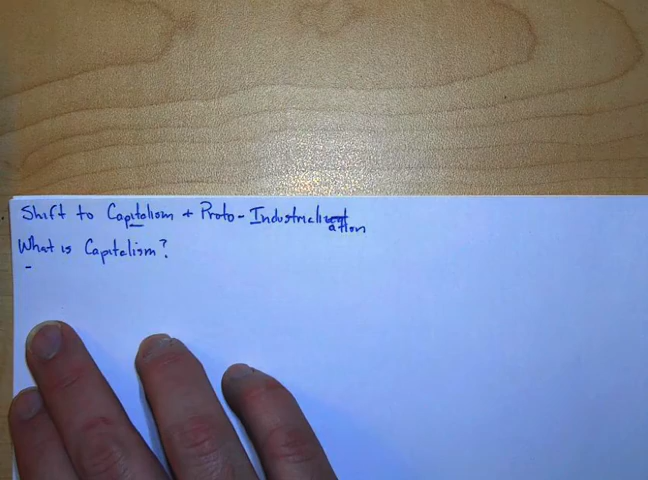 Shift to Capitalism + Proto-Industrialization
What is Capitalism?
-